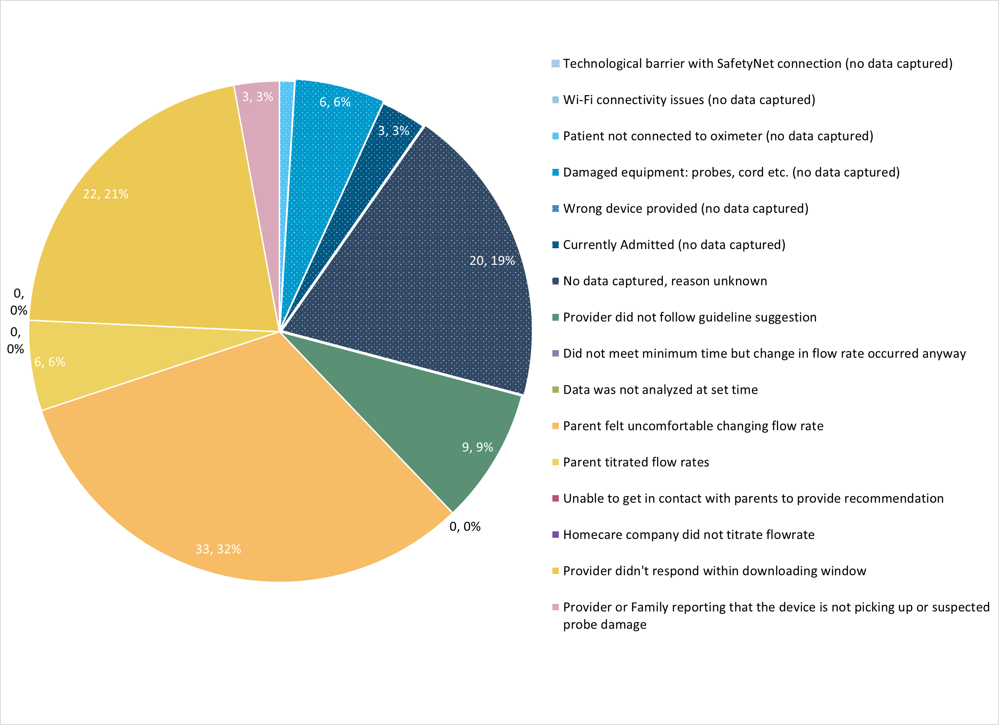 Technological barrier with SafetyNet connection (no data captured)
Wi-Fi connectivity issues (no data captured)
Patient not connected to oximeter (no data captured)
Damaged equipment: probes, cord etc. (no data captured)
Wrong device provided (no data captured)
Currently Admitted (no data captured)
No data captured, reason unknown
Provider did not follow guideline suggestion
Did not meet minimum time but change in flow rate occurred anyway
Data was not analyzed at set time
Parent felt uncomfortable changing flow rate
Parent titrated flow rates
Unable to get in contact with parents to provide recommendation
Homecare company did not titrate flowrate
Provider didn't respond within downloading window
Provider or Family reporting that the device is not picking up or suspected
probe damage
3, 3%
6, 6%
3, 3%
20, 19%
9, 9%
0, 0%
33, 32%
6, 6%
0,
0%
0,
0%
22, 21%